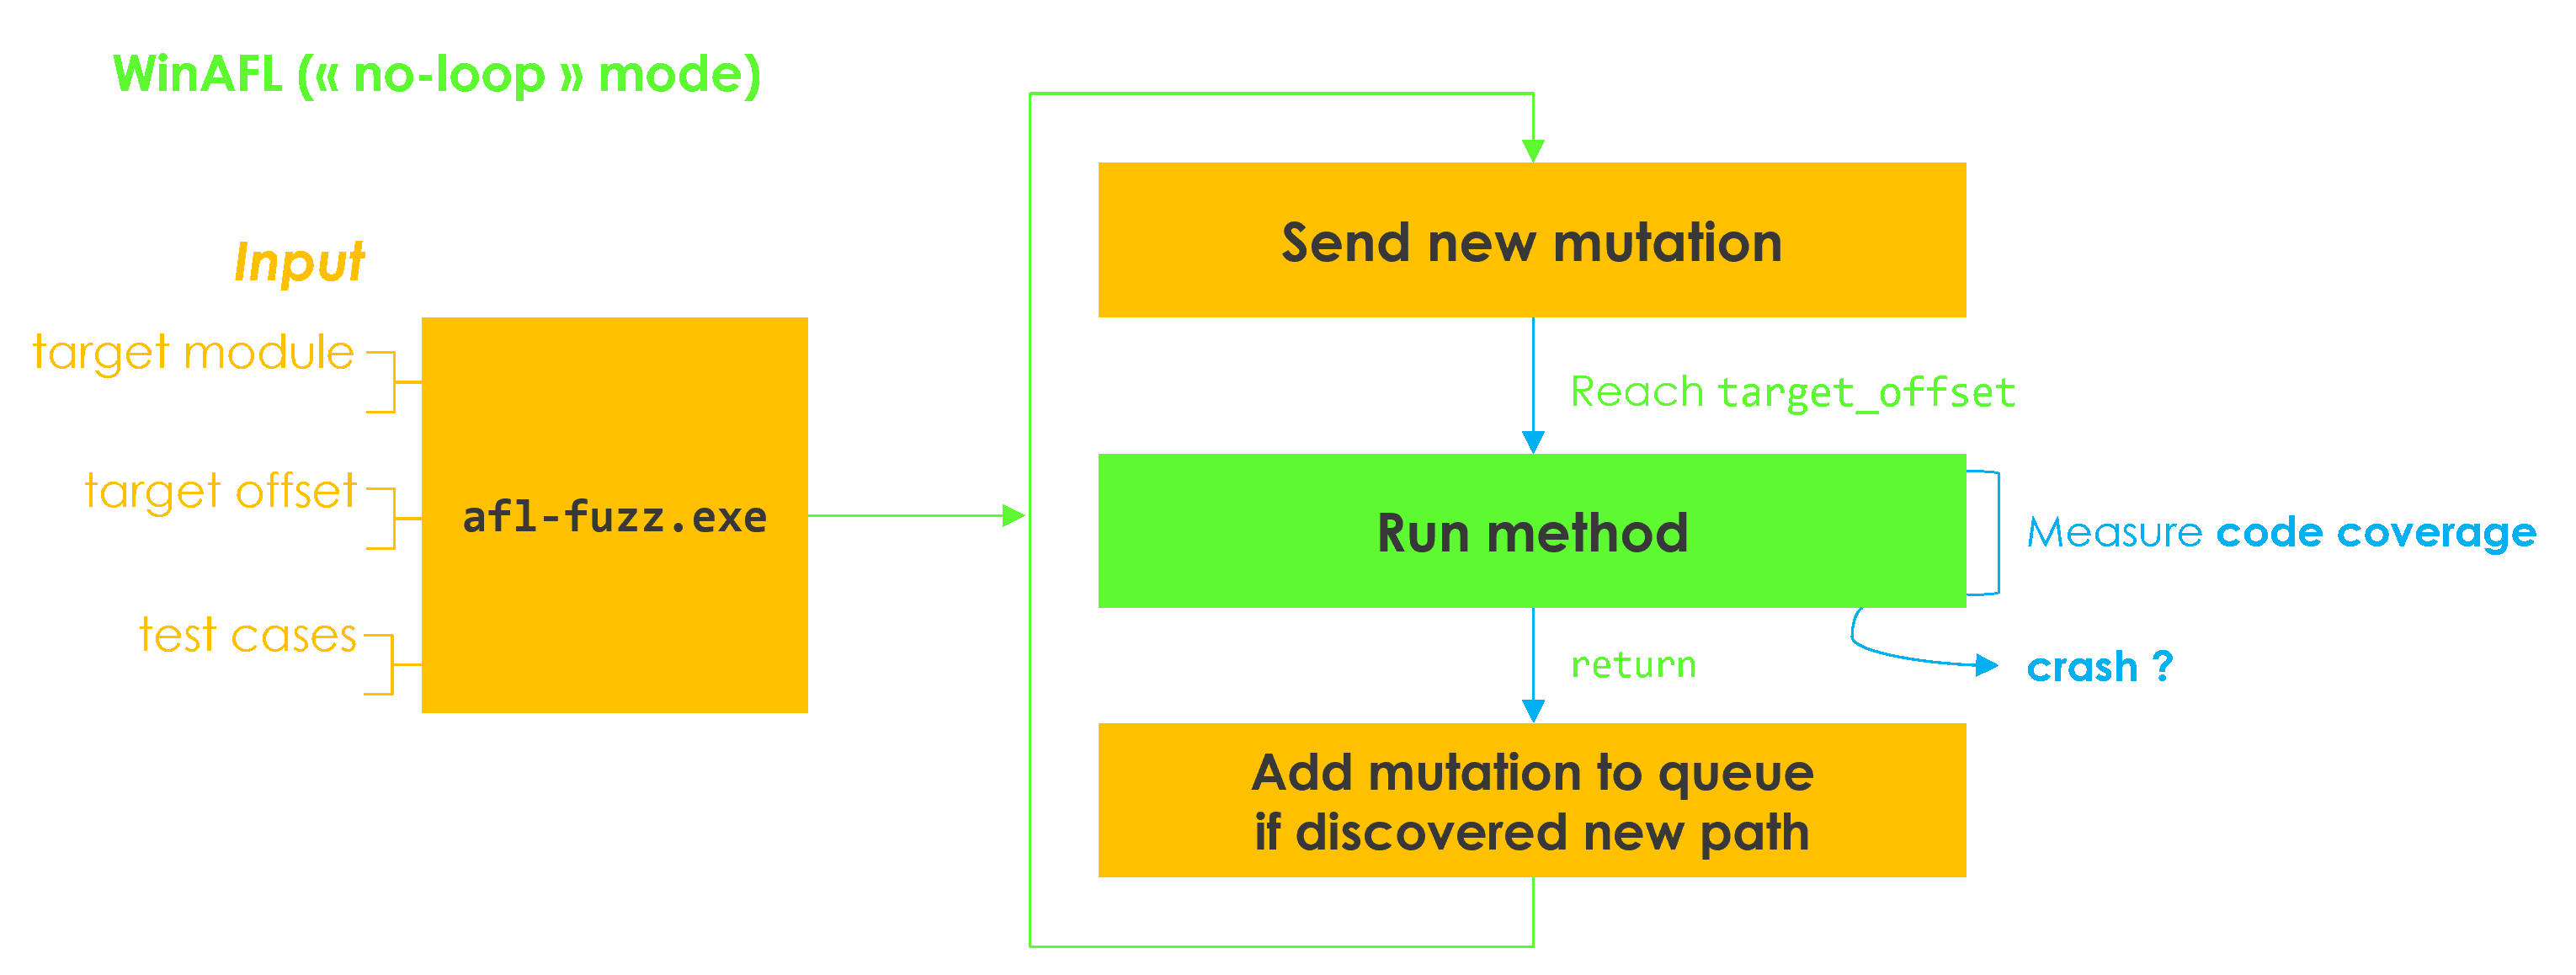 WinAFL (« no-loop » mode)
Input
target module
target offset
test cases
afl-fuzz.exe
Send new mutation
Reach target_offset
Run method
Measure code coverage
crash ?
return
Add mutation to queue
if discovered new path